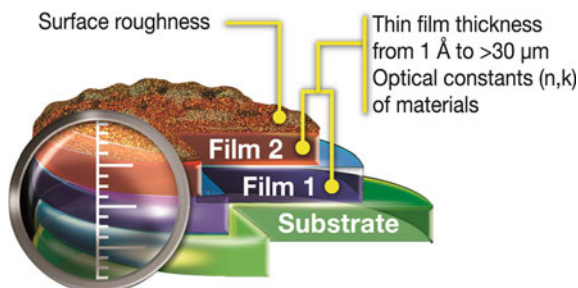 Surface roughness
Thin film thickness
from 1 Å to >30 µm
Optical constants (n,k)
of materials
Film 2
Film 1
Substrate